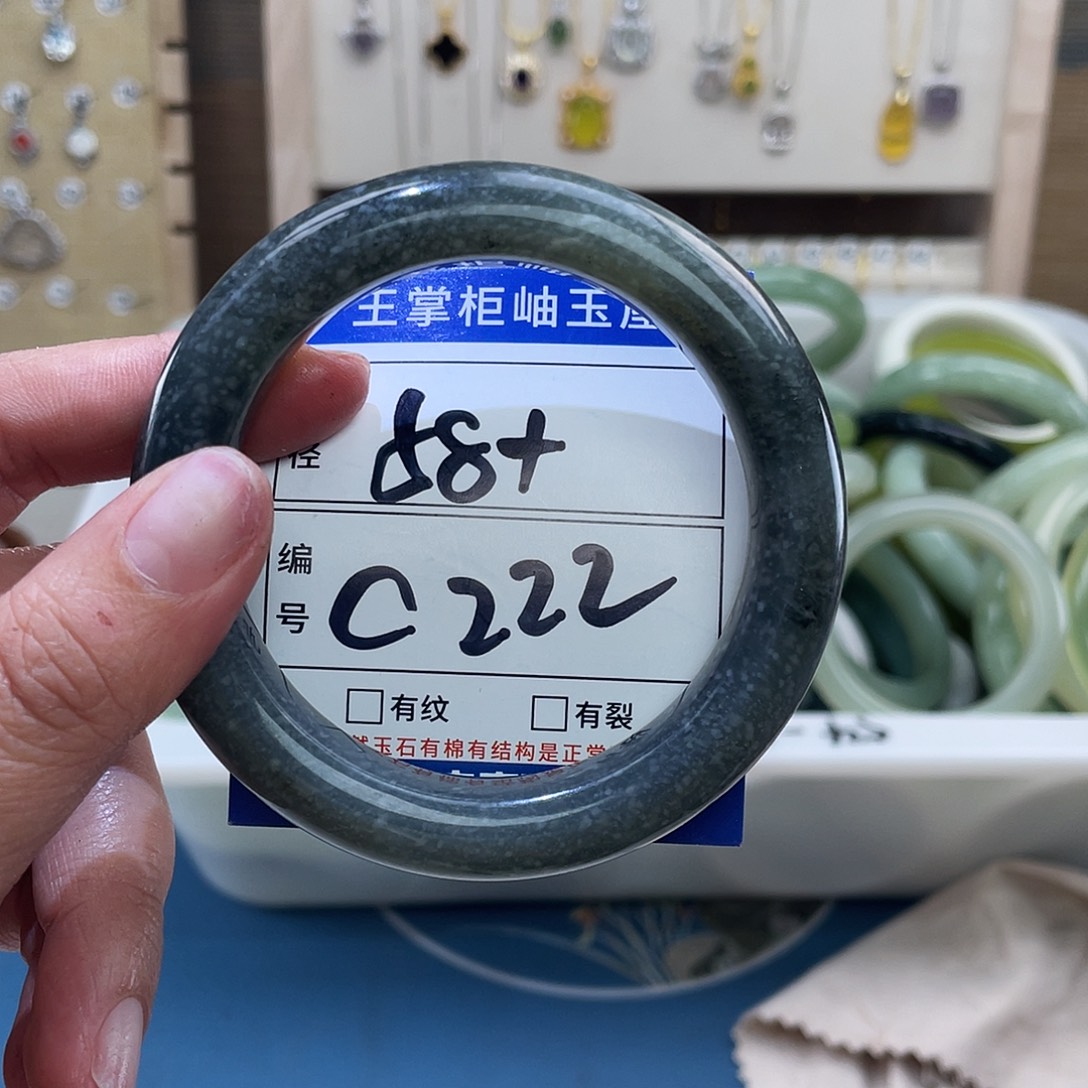 王掌柜岫玉
径 58+
编号 C222
□有纹 □有裂
玉石有棉有结构是正常